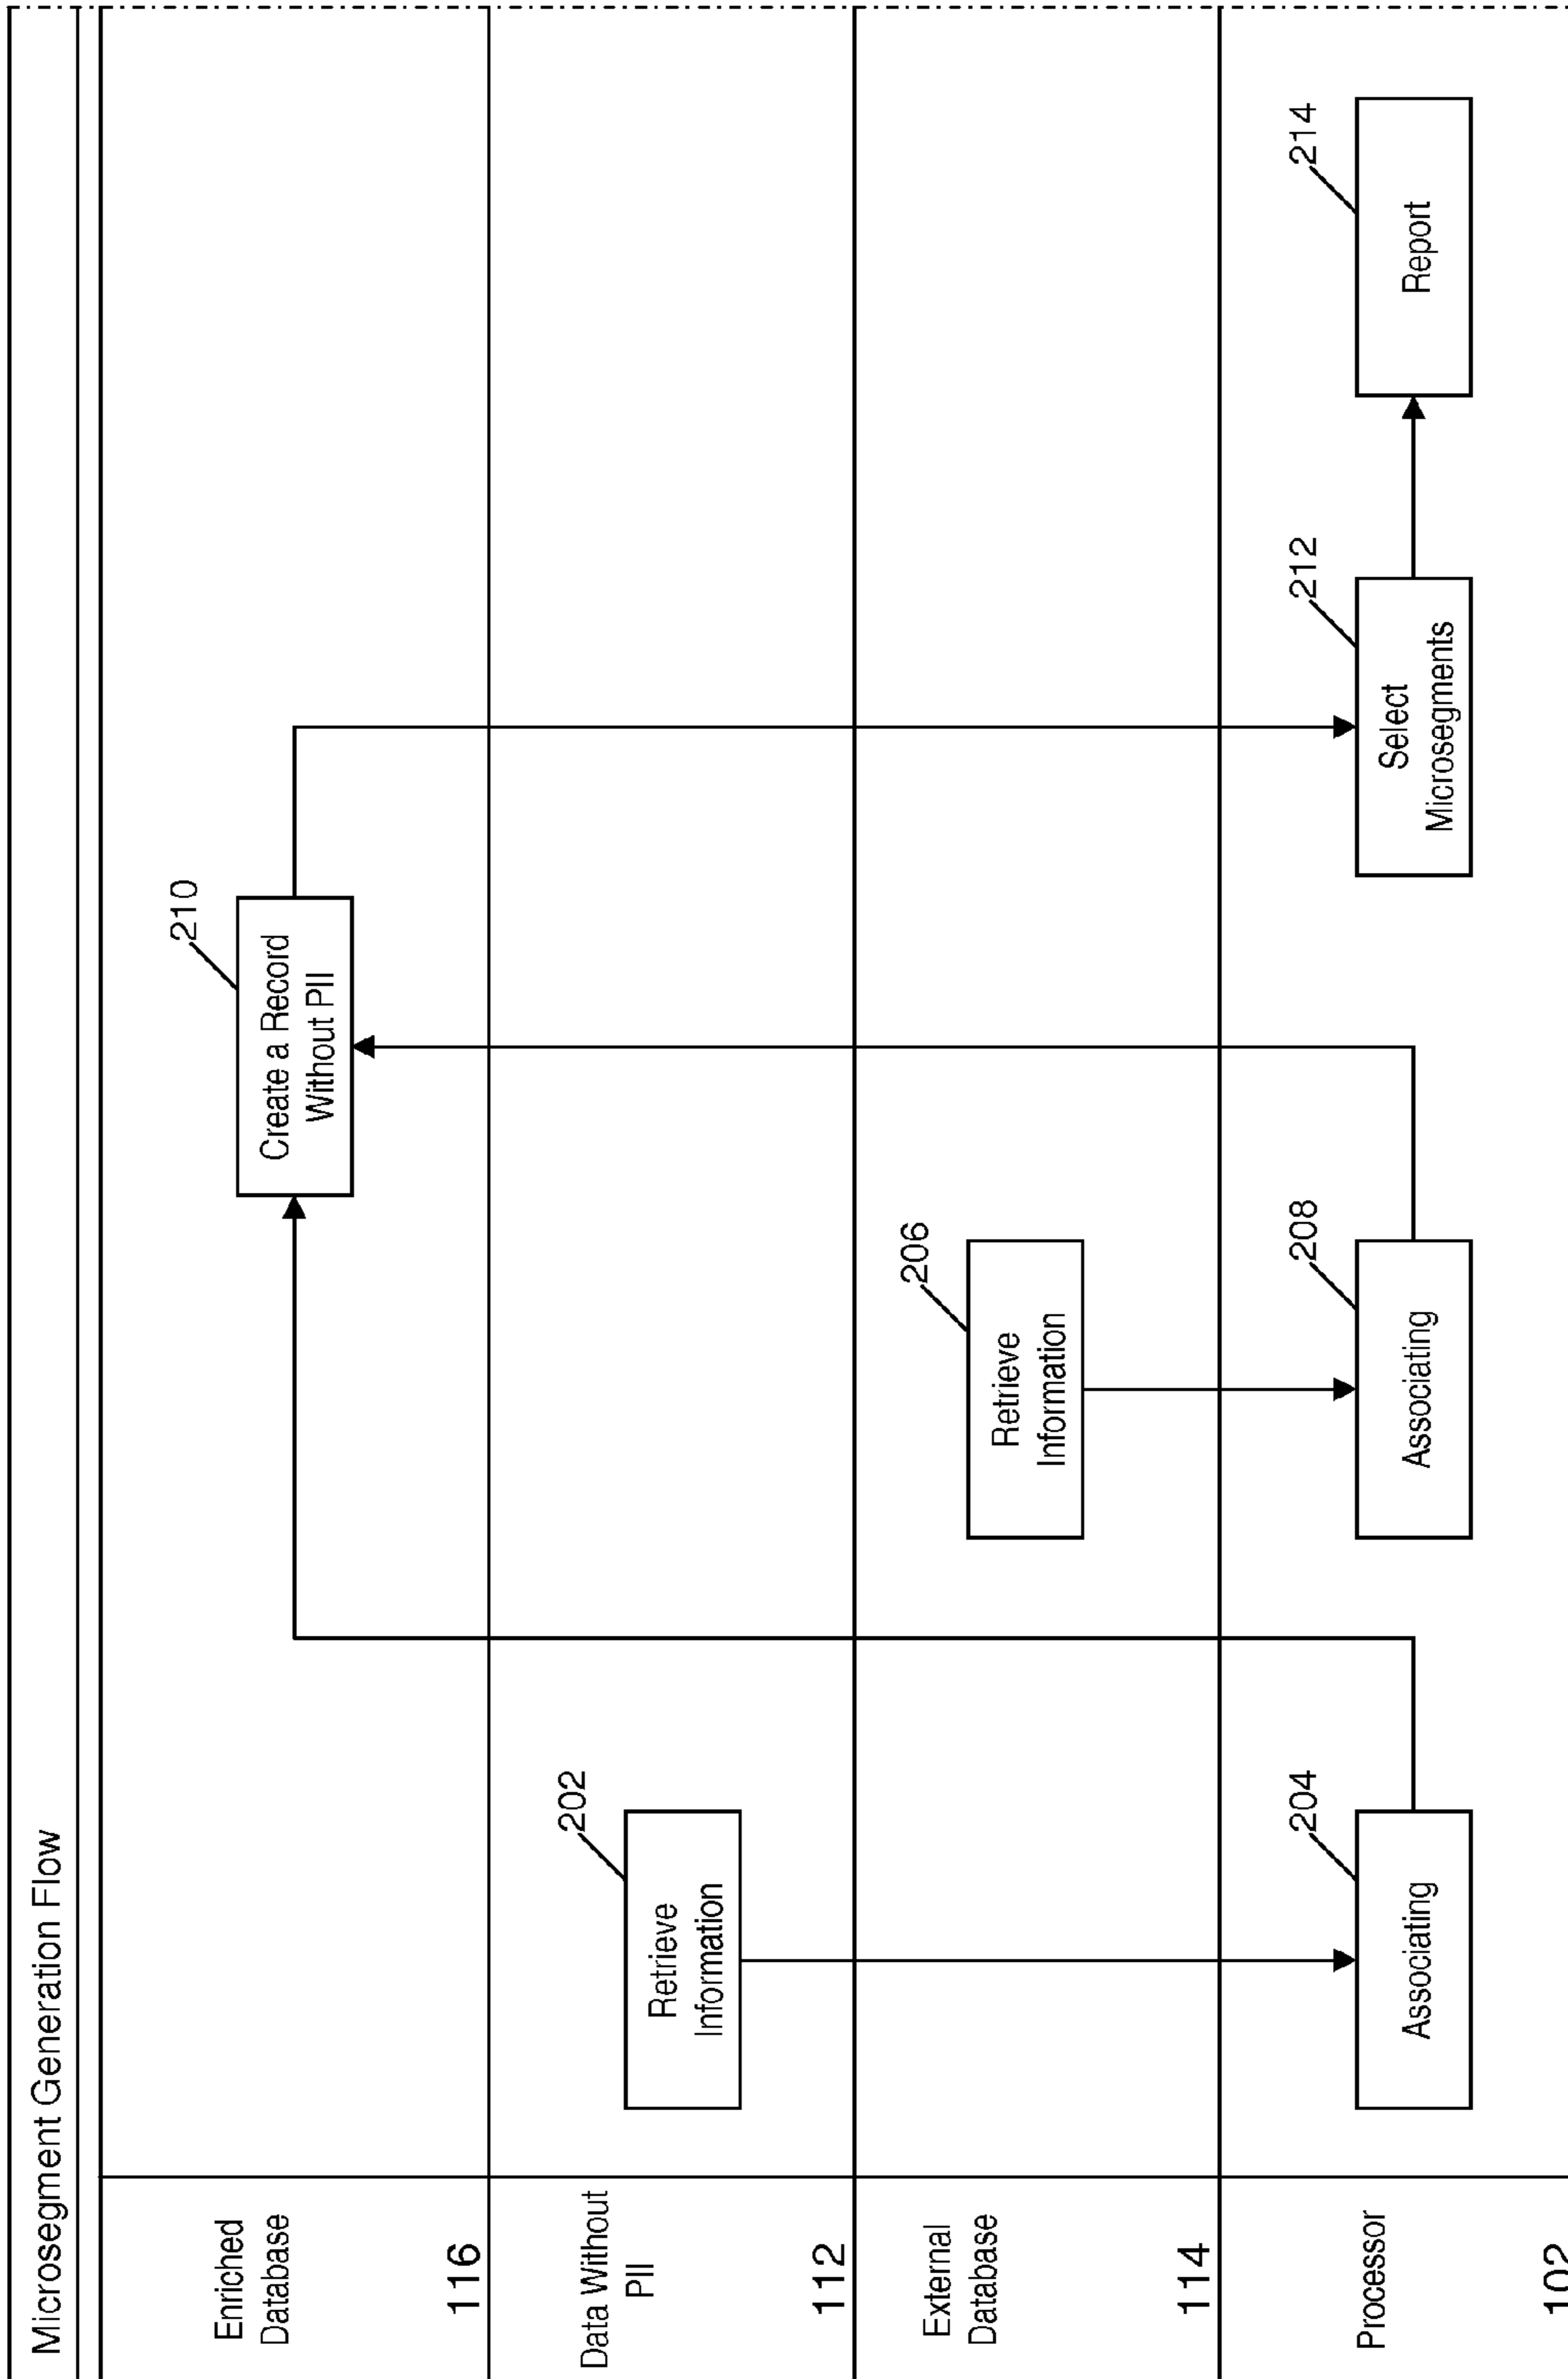 Microsegment Generation Flow
Enriched
Database
116
210
Create a Record
Without PII
Data Without
PII
112
202
Retrieve
Information
External
Database
114
206
Retrieve
Information
Processor
102
204
Associating
208
Associating
212
Select
Microsegments
214
Report